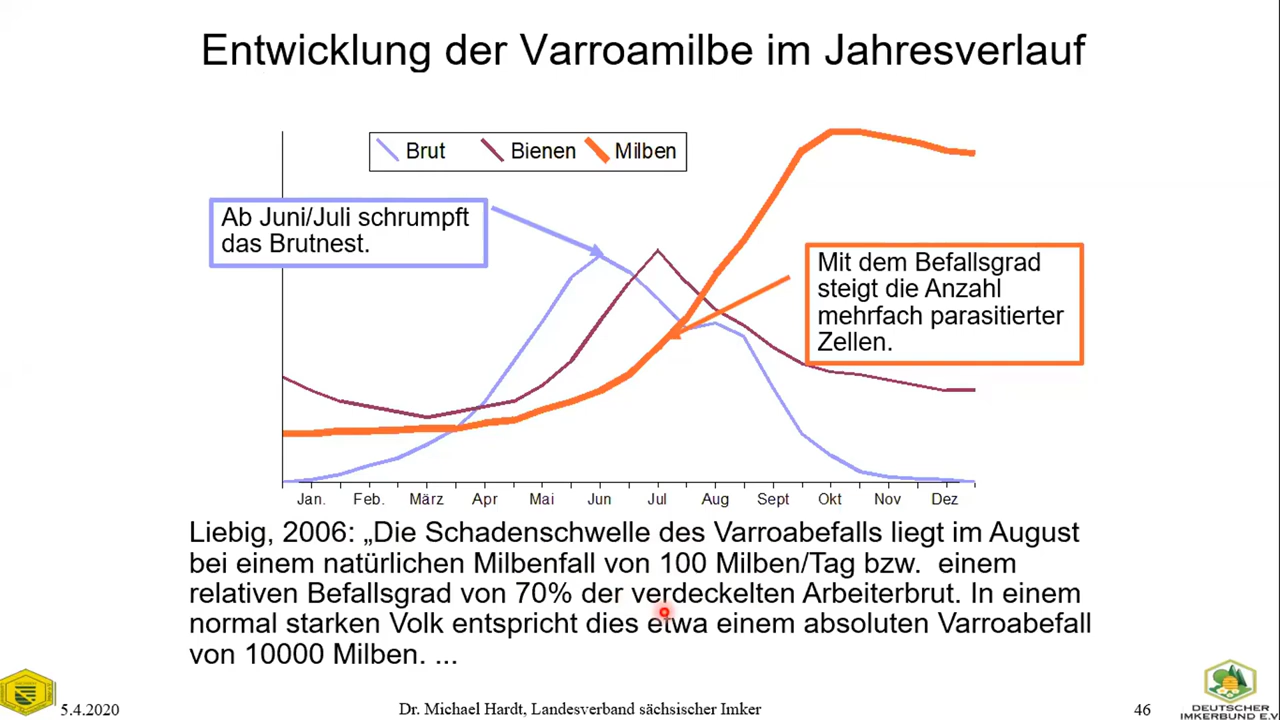 Entwicklung der Varroamilbe im Jahresverlauf
Brut Bienen Milben
Ab Juni/Juli schrumpft
das Brutnest.
Mit dem Befallsgrad
steigt die Anzahl
mehrfach parasitierter
Zellen.
Jan. Feb. März Apr Mai Jun Jul Aug Sept Okt Nov Dez
Liebig, 2006: „Die Schadenschwelle des Varroabefalls liegt im August
bei einem natürlichen Milbenfall von 100 Milben/Tag bzw. einem
relativen Befallsgrad von 70% der verdeckelten Arbeiterbrut. In einem
normal starken Volk entspricht dies etwa einem absoluten Varroabefall
von 10000 Milben. ...
5.4.2020
Dr. Michael Hardt, Landesverband sächsischer Imker
46
DEUTSCHER
IMKERBUND E.V.